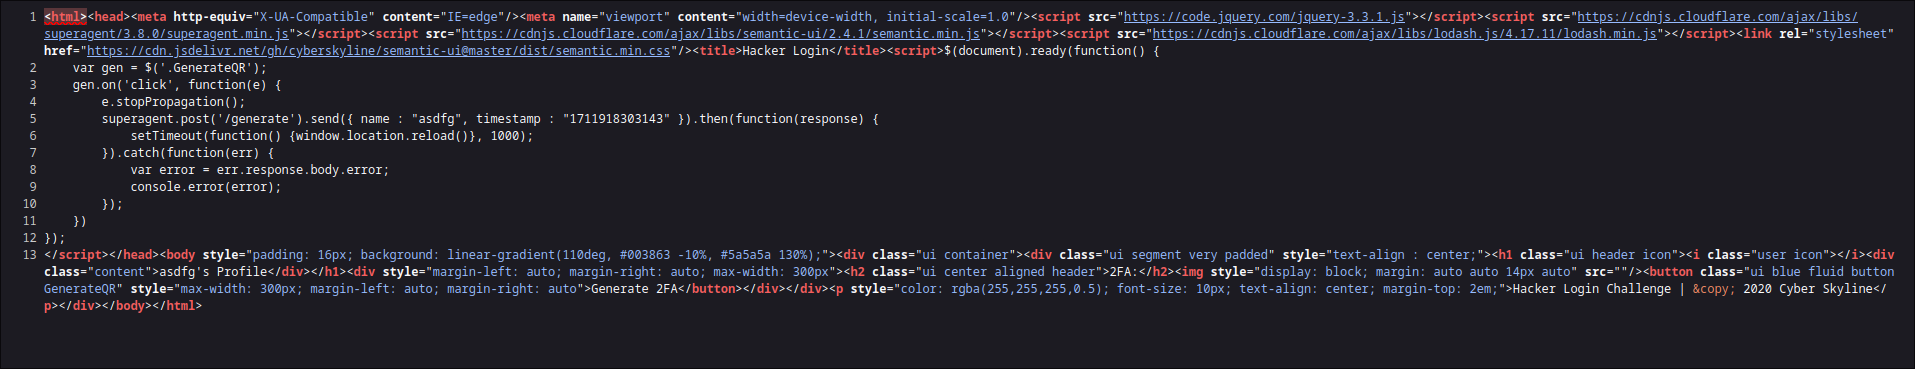 1 <html><head><meta http-equiv="X-UA-Compatible" content="IE=edge"/><meta name="viewport" content="width=device-width, initial-scale=1.0"/><script src="https://code.jquery.com/jquery-3.3.1.js"></script><script src="https://cdnjs.cloudflare.com/ajax/libs/
superagent/3.8.0/superagent.min.js"></script><script src="https://cdnjs.cloudflare.com/ajax/libs/semantic-ui/2.4.1/semantic.min.js"></script><script src="https://cdnjs.cloudflare.com/ajax/libs/lodash.js/4.17.11/lodash.min.js"></script><link rel="stylesheet"
href="https://cdn.jsdelivr.net/gh/cyberskyline/semantic-ui@master/dist/semantic.min.css"/><title>Hacker Login</title><script>$(document).ready(function() {
2     var gen = $('.GenerateQR');
3     gen.on('click', function(e) {
4         e.stopPropagation();
5         superagent.post('/generate').send({ name : "asdfg", timestamp : "1711918303143" }).then(function(response) {
6             setTimeout(function() {window.location.reload()}, 1000);
7         }).catch(function(err) {
8             var error = err.response.body.error;
9             console.error(error);
10         });
11     })
12 });
13 </script></head><body style="padding: 16px; background: linear-gradient(110deg, #003863 -10%, #5a5a5a 130%);"><div class="ui container"><div class="ui segment very padded" style="text-align : center;"><h1 class="ui header icon"><i class="user icon"></i><div
class="content">asdfg's Profile</div></h1><div style="margin-left: auto; margin-right: auto; max-width: 300px"><h2 class="ui center aligned header">2FA:</h2><img style="display: block; margin: auto auto 14px auto" src=""/><button class="ui blue fluid button
GenerateQR" style="max-width: 300px; margin-left: auto; margin-right: auto">Generate 2FA</button></div></div><p style="color: rgba(255,255,255,0.5); font-size: 10px; text-align: center; margin-top: 2em;">Hacker Login Challenge | &copy; 2020 Cyber Skyline</
p></div></body></html>